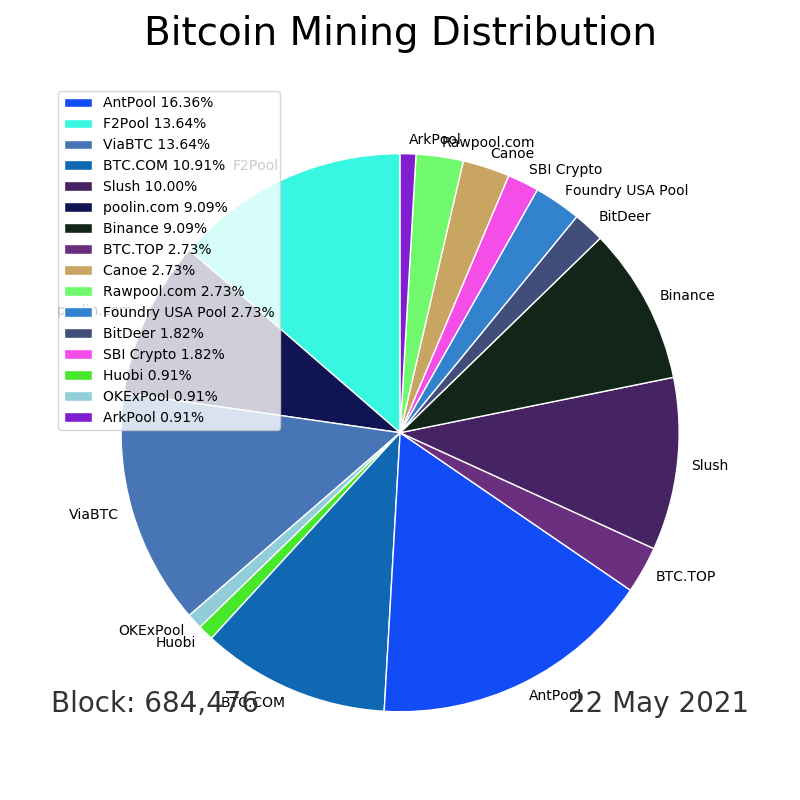 Bitcoin Mining Distribution
AntPool 16.36%
F2Pool 13.64%
ViaBTC 13.64%
BTC.COM 10.91%
Slush 10.00%
poolin.com 9.09%
Binance 9.09%
BTC.TOP 2.73%
Canoe 2.73%
Rawpool.com 2.73%
Foundry USA Pool 2.73%
BitDeer 1.82%
SBI Crypto 1.82%
Huobi 0.91%
OKExPool 0.91%
ArkPool 0.91%
F2Pool
poolin.com
ArkPool
Rawpool.com
Canoe
SBI Crypto
Foundry USA Pool
BitDeer
Binance
Slush
BTC.TOP
AntPool
BTC.COM
Huobi
OKExPool
ViaBTC
Block: 684,476
22 May 2021